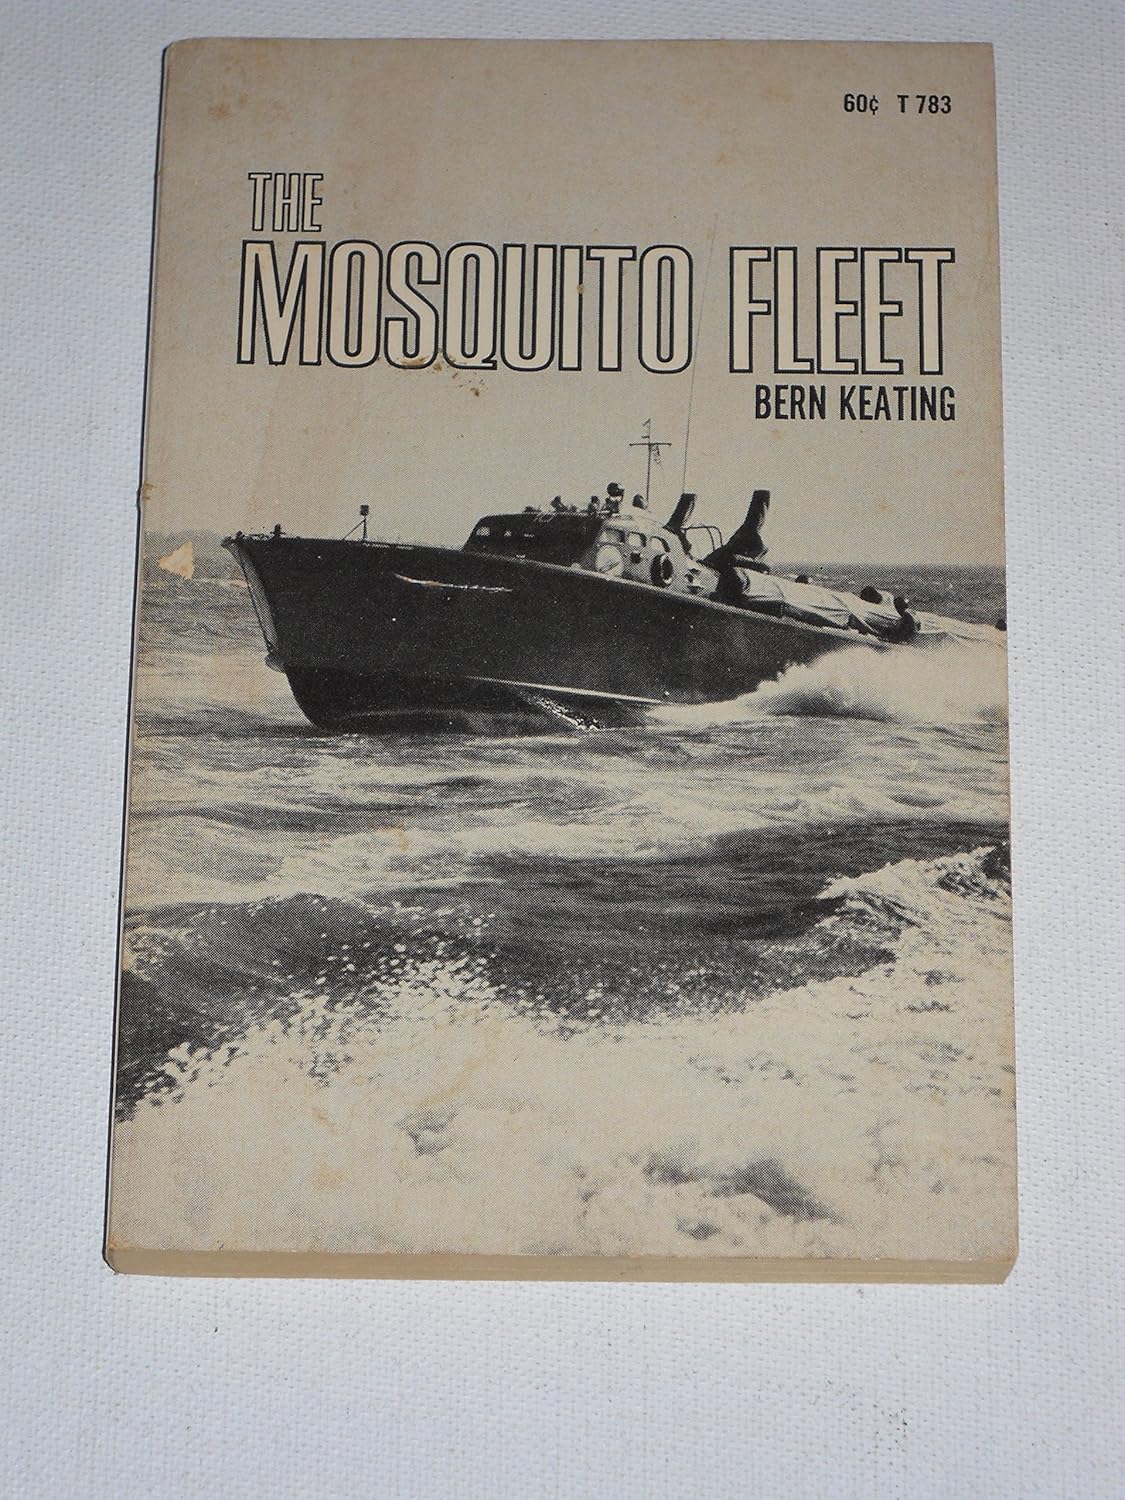 60¢ T 783
THE
MOSQUITO FLEET
BERN KEATING